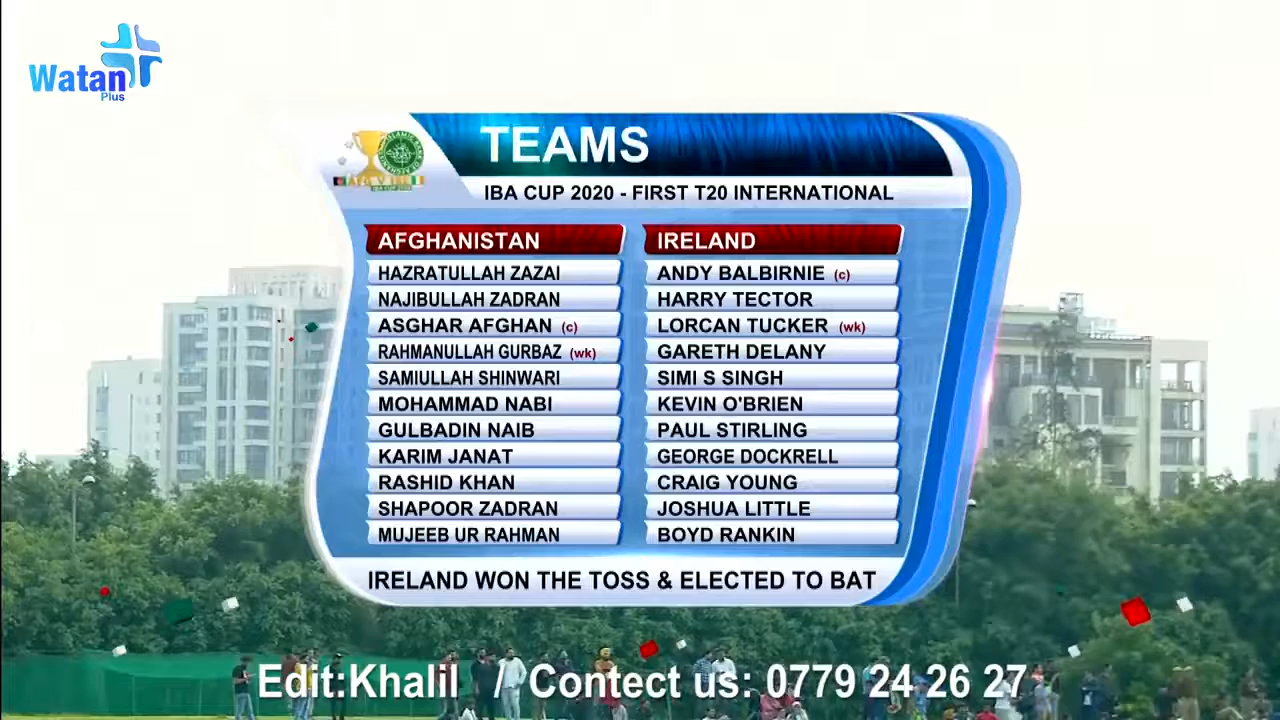 Watan
Plus
TEAMS
IBA CUP 2020 - FIRST T20 INTERNATIONAL
AFGHANISTAN
HAZRATULLAH ZAZAI
NAJIBULLAH ZADRAN
ASGHAR AFGHAN (c)
RAHMANULLAH GURBAZ (wk)
SAMIULLAH SHINWARI
MOHAMMAD NABI
GULBADIN NAIB
KARIM JANAT
RASHID KHAN
SHAPOOR ZADRAN
MUJEEB UR RAHMAN
IRELAND
ANDY BALBIRNIE (c)
HARRY TECTOR
LORCAN TUCKER (wk)
GARETH DELANY
SIMI S SINGH
KEVIN O'BRIEN
PAUL STIRLING
GEORGE DOCKRELL
CRAIG YOUNG
JOSHUA LITTLE
BOYD RANKIN
IRELAND WON THE TOSS & ELECTED TO BAT
Edit:Khalil / Contect us: 0779 24 26 27